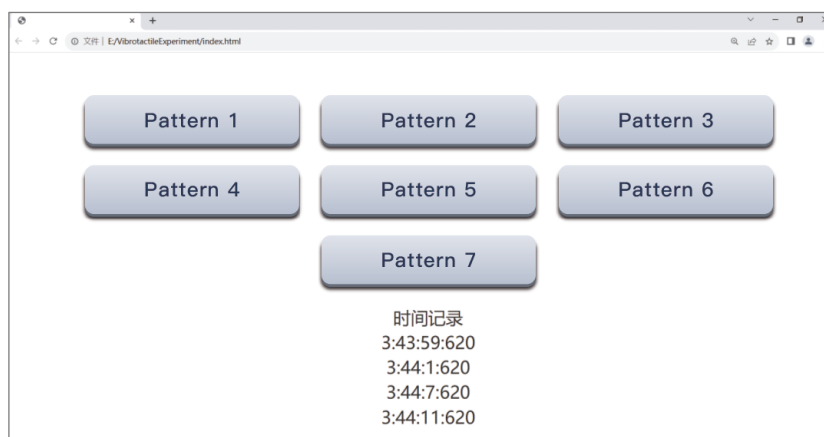 文件 | E:/VibrotactileExperiment/index.html
Pattern 1
Pattern 2
Pattern 3
Pattern 4
Pattern 5
Pattern 6
Pattern 7
时间记录
3:43:59:620
3:44:1:620
3:44:7:620
3:44:11:620